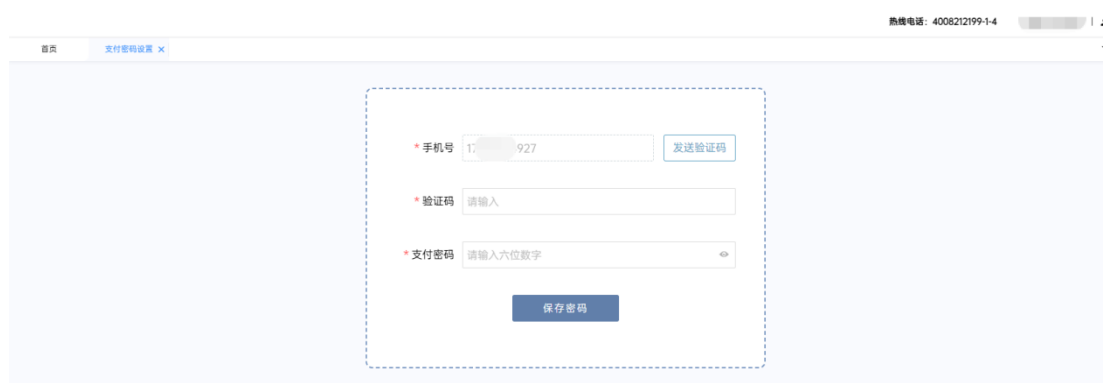 热线电话：4008212199-1-4
首页 支付密码设置 ×
* 手机号 17 927 发送验证码
* 验证码 请输入
* 支付密码 请输入六位数字
保存密码